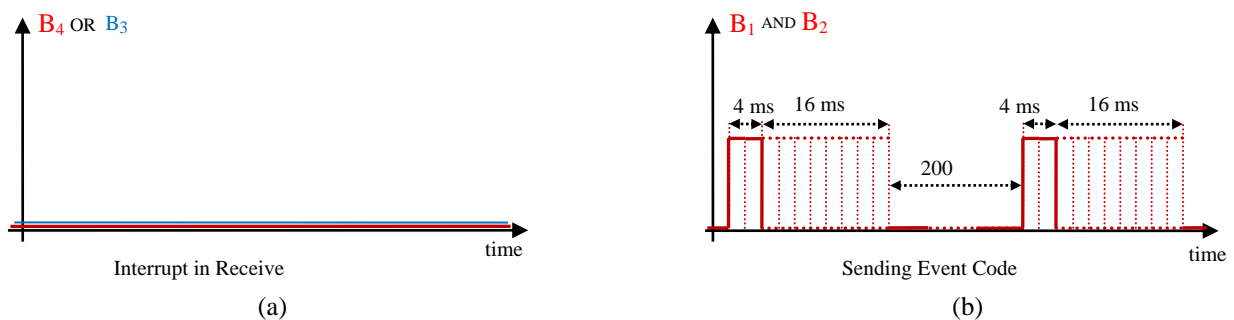 B₄ OR B₃
time
Interrupt in Receive
(a)
B₁ AND B₂
4 ms 16 ms 4 ms 16 ms
200
time
Sending Event Code
(b)